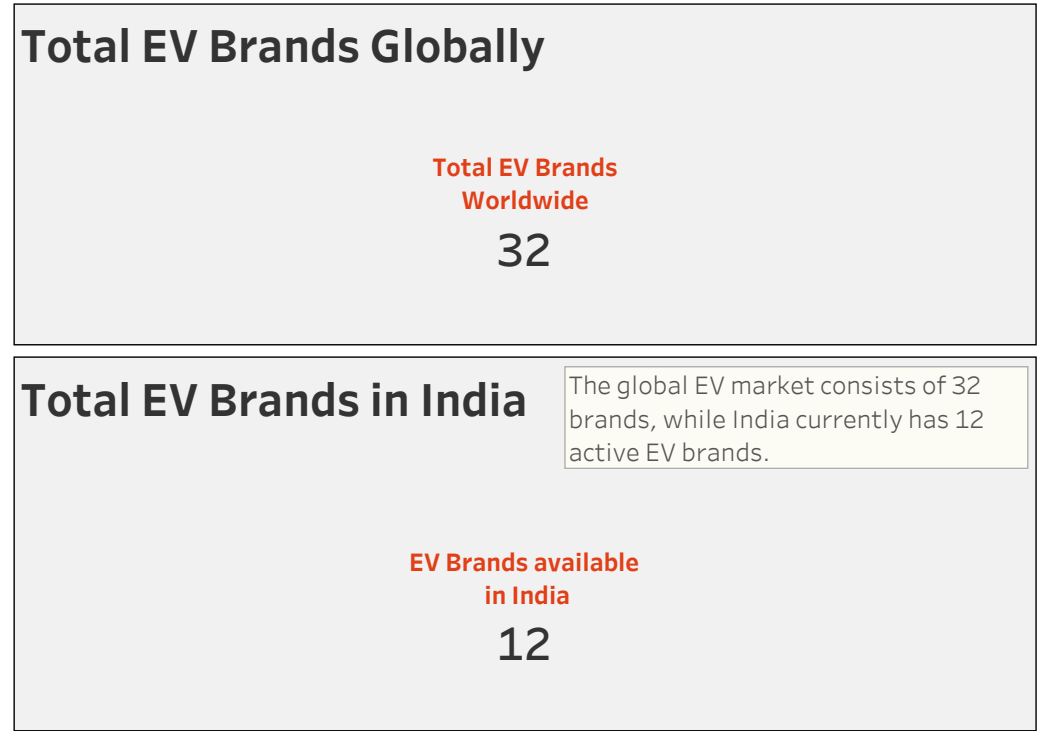 Total EV Brands Globally
Total EV Brands
Worldwide
32
Total EV Brands in India
The global EV market consists of 32
brands, while India currently has 12
active EV brands.
EV Brands available
in India
12